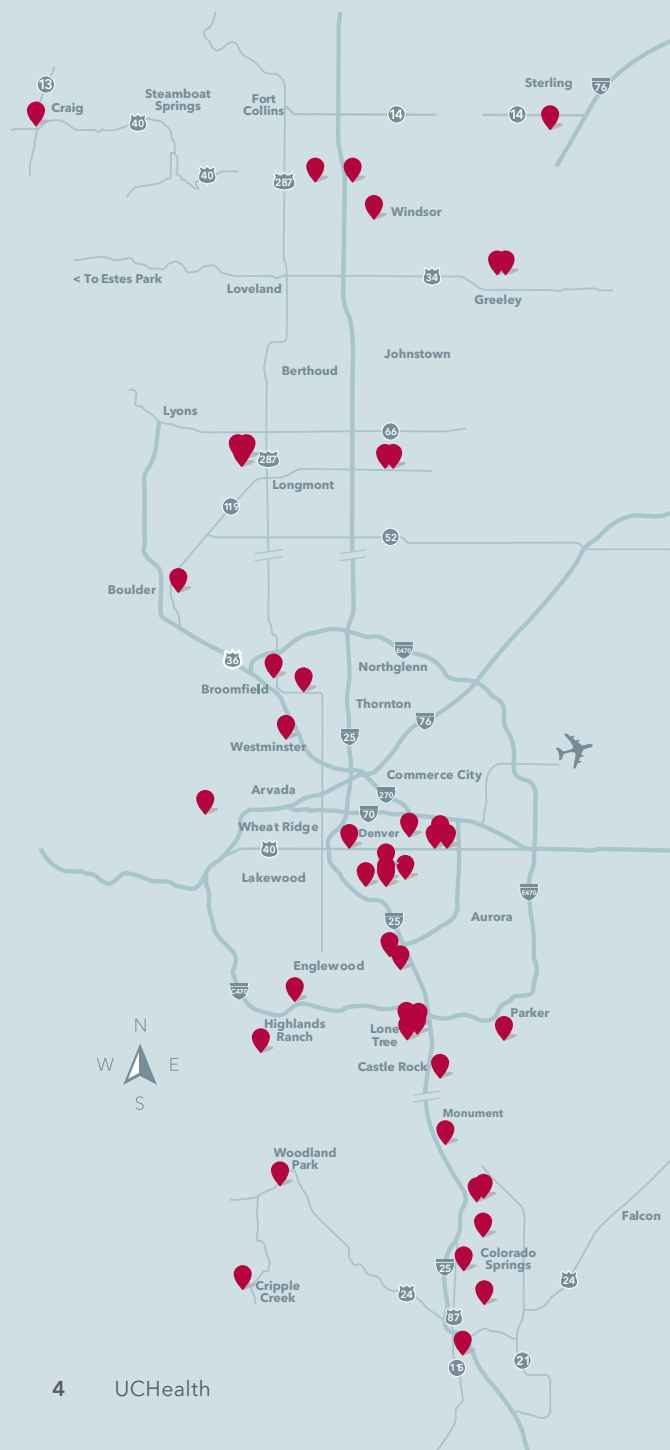 13
Craig
Steamboat
Springs
40
Fort
Collins
14
Sterling
76
14
40
287
Windsor
< To Estes Park
Loveland
34
Greeley
Johnstown
Berthoud
Lyons
66
287
Longmont
119
52
Boulder
36
E470
Northglenn
Broomfield
Thornton
76
25
Westminster
Commerce City
Arvada
270
70
Wheat Ridge
Denver
40
Lakewood
E470
25
Aurora
Englewood
C470
Highlands
Ranch
Lone
Tree
Parker
Castle Rock
N
W E
S
Monument
Woodland
Park
Falcon
Colorado
Springs
25
24
Cripple
Creek
24
87
115
21
4 UCHealth